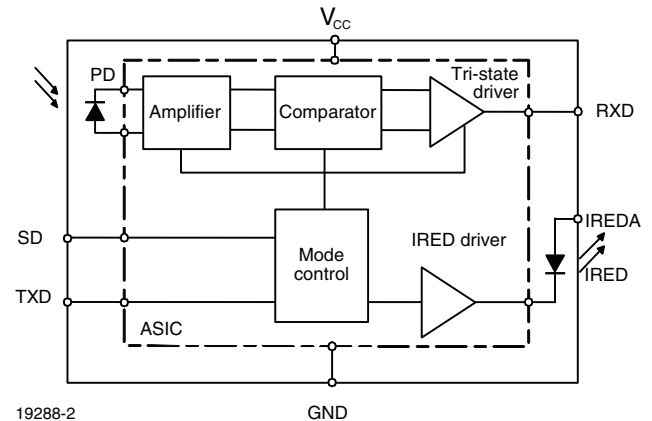 V_CC
PD
Tri-state
driver
Amplifier
Comparator
RXD
IREDA
SD
Mode
control
IRED driver
IRED
TXD
ASIC
19288-2
GND